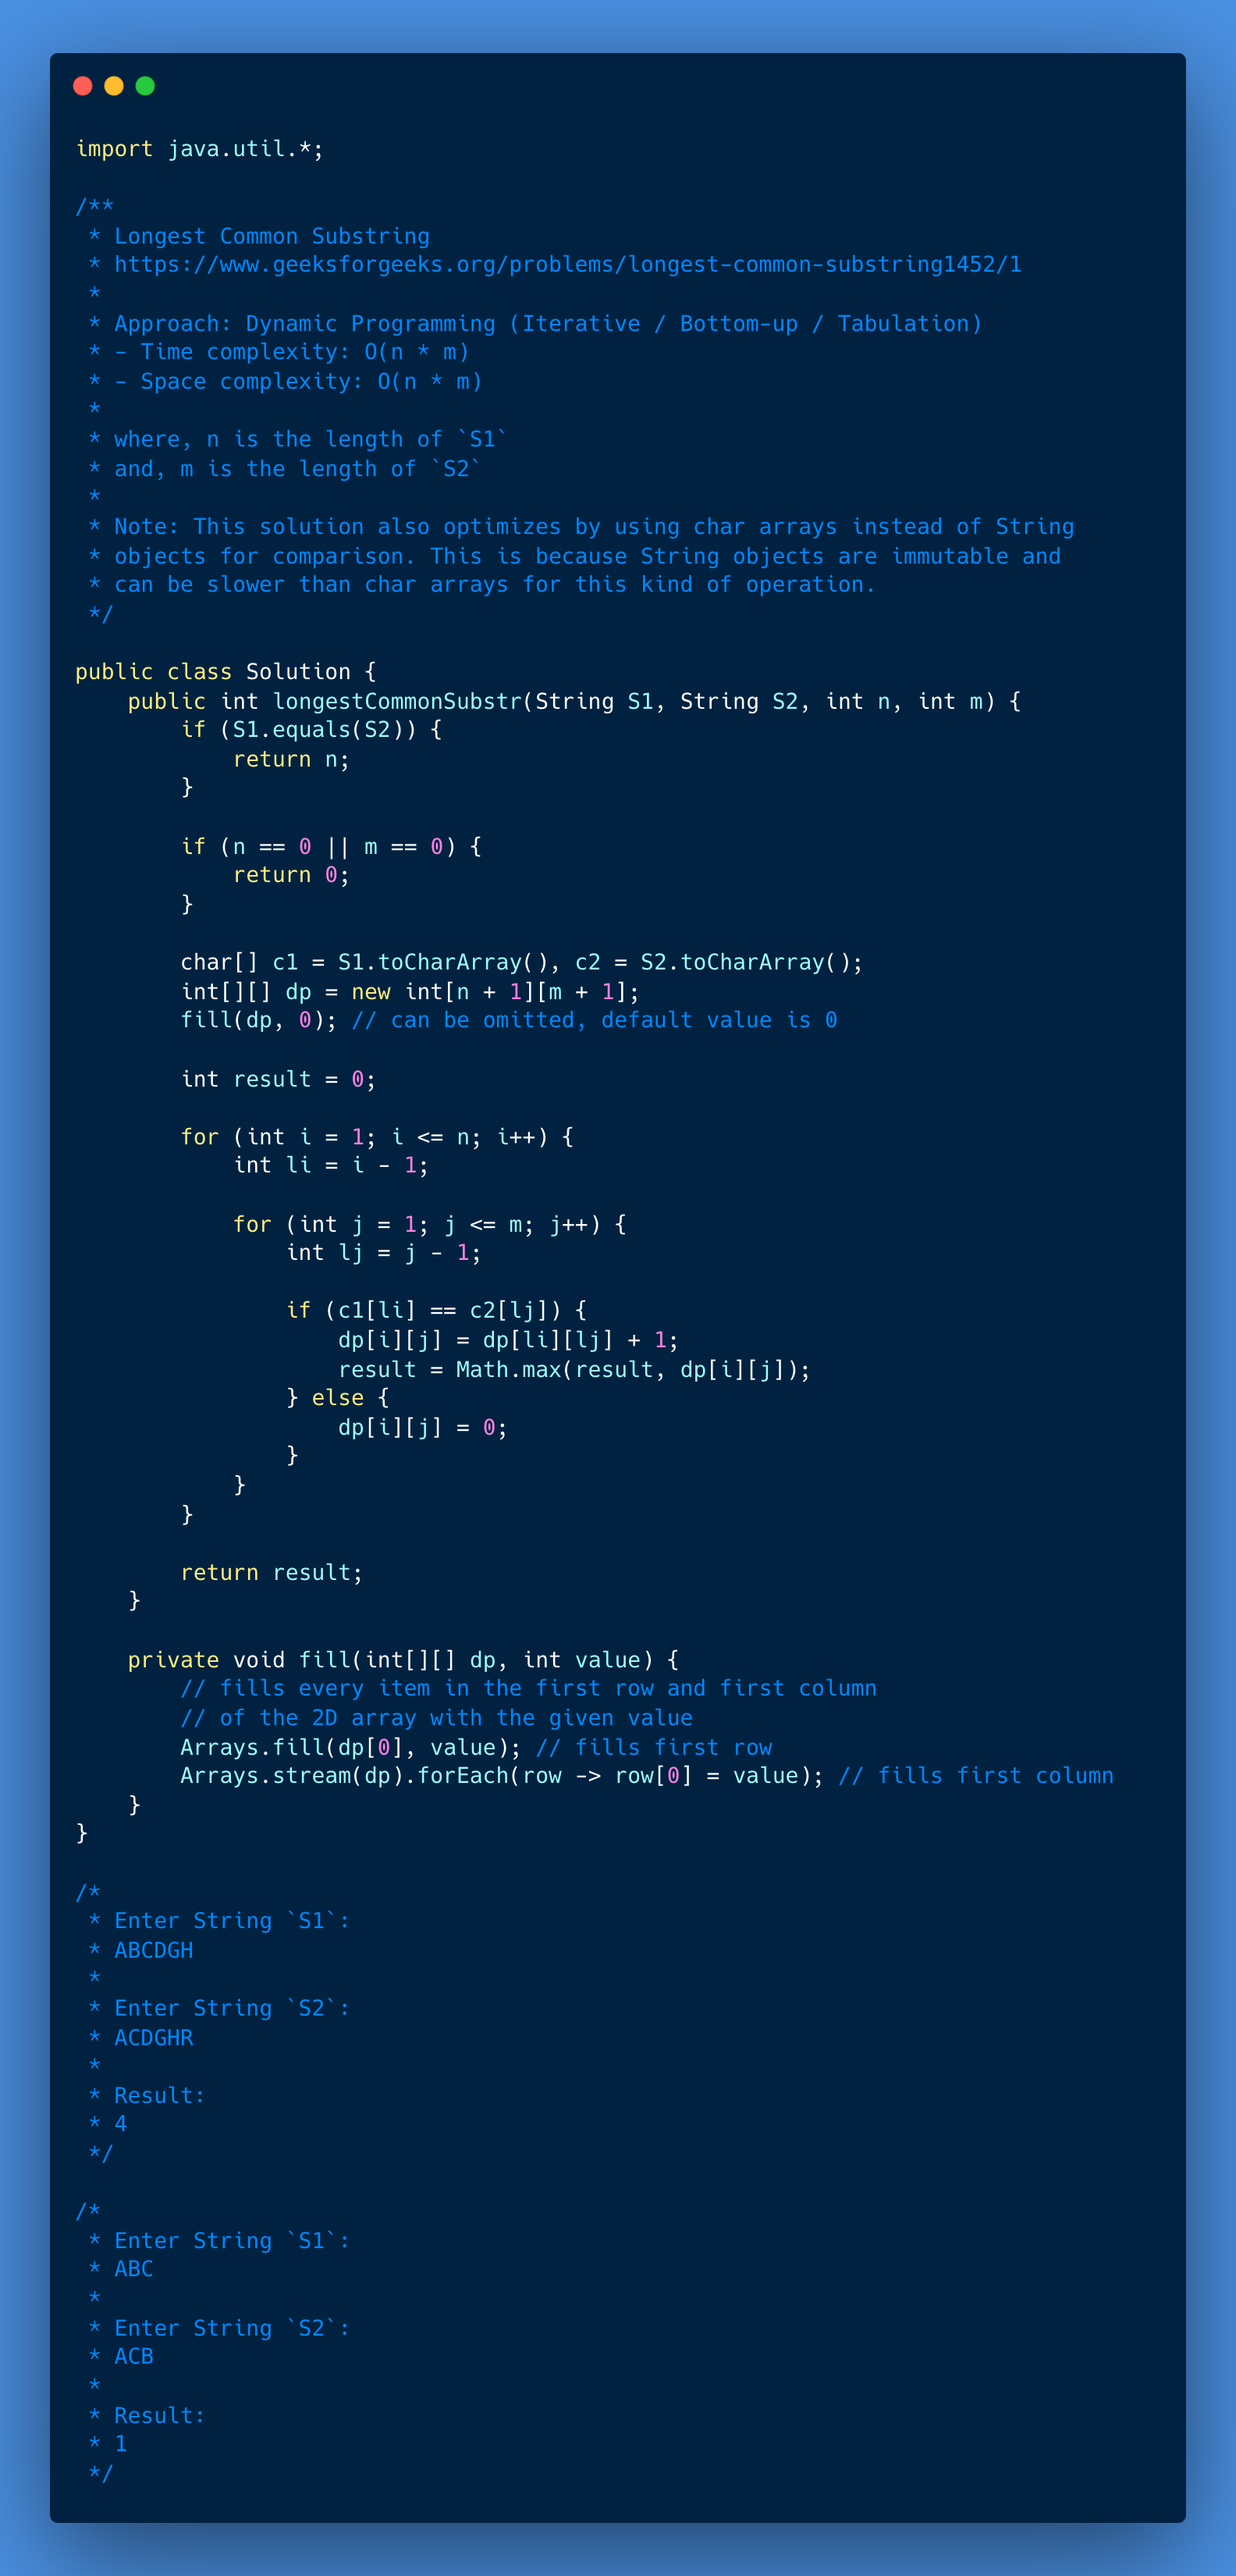 import java.util.*;

/**
 * Longest Common Substring
 * https://www.geeksforgeeks.org/problems/longest-common-substring1452/1
 *
 * Approach: Dynamic Programming (Iterative / Bottom-up / Tabulation)
 * - Time complexity: O(n * m)
 * - Space complexity: O(n * m)
 *
 * where, n is the length of `S1`
 * and, m is the length of `S2`
 *
 * Note: This solution also optimizes by using char arrays instead of String
 * objects for comparison. This is because String objects are immutable and
 * can be slower than char arrays for this kind of operation.
 */

public class Solution {
    public int longestCommonSubstr(String S1, String S2, int n, int m) {
        if (S1.equals(S2)) {
            return n;
        }

        if (n == 0 || m == 0) {
            return 0;
        }

        char[] c1 = S1.toCharArray(), c2 = S2.toCharArray();
        int[][] dp = new int[n + 1][m + 1];
        fill(dp, 0); // can be omitted, default value is 0

        int result = 0;

        for (int i = 1; i <= n; i++) {
            int li = i - 1;

            for (int j = 1; j <= m; j++) {
                int lj = j - 1;

                if (c1[li] == c2[lj]) {
                    dp[i][j] = dp[li][lj] + 1;
                    result = Math.max(result, dp[i][j]);
                } else {
                    dp[i][j] = 0;
                }
            }
        }

        return result;
    }

    private void fill(int[][] dp, int value) {
        // fills every item in the first row and first column
        // of the 2D array with the given value
        Arrays.fill(dp[0], value); // fills first row
        Arrays.stream(dp).forEach(row -> row[0] = value); // fills first column
    }
}

/*
 * Enter String `S1`:
 * ABCDGH
 *
 * Enter String `S2`:
 * ACDGHR
 *
 * Result:
 * 4
 */

/*
 * Enter String `S1`:
 * ABC
 *
 * Enter String `S2`:
 * ACB
 *
 * Result:
 * 1
 */